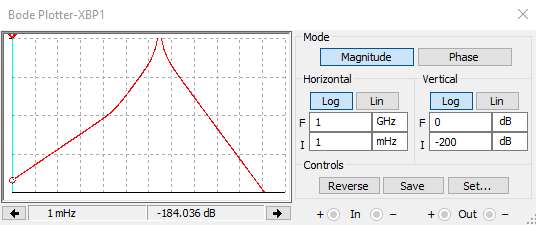 Bode Plotter-XBP1
Mode
Magnitude Phase
Horizontal Vertical
Log Lin Log Lin
F 1 GHz F 0 dB
I 1 mHz I -200 dB
Controls
Reverse Save Set...
1 mHz -184.036 dB
+ In − + Out −